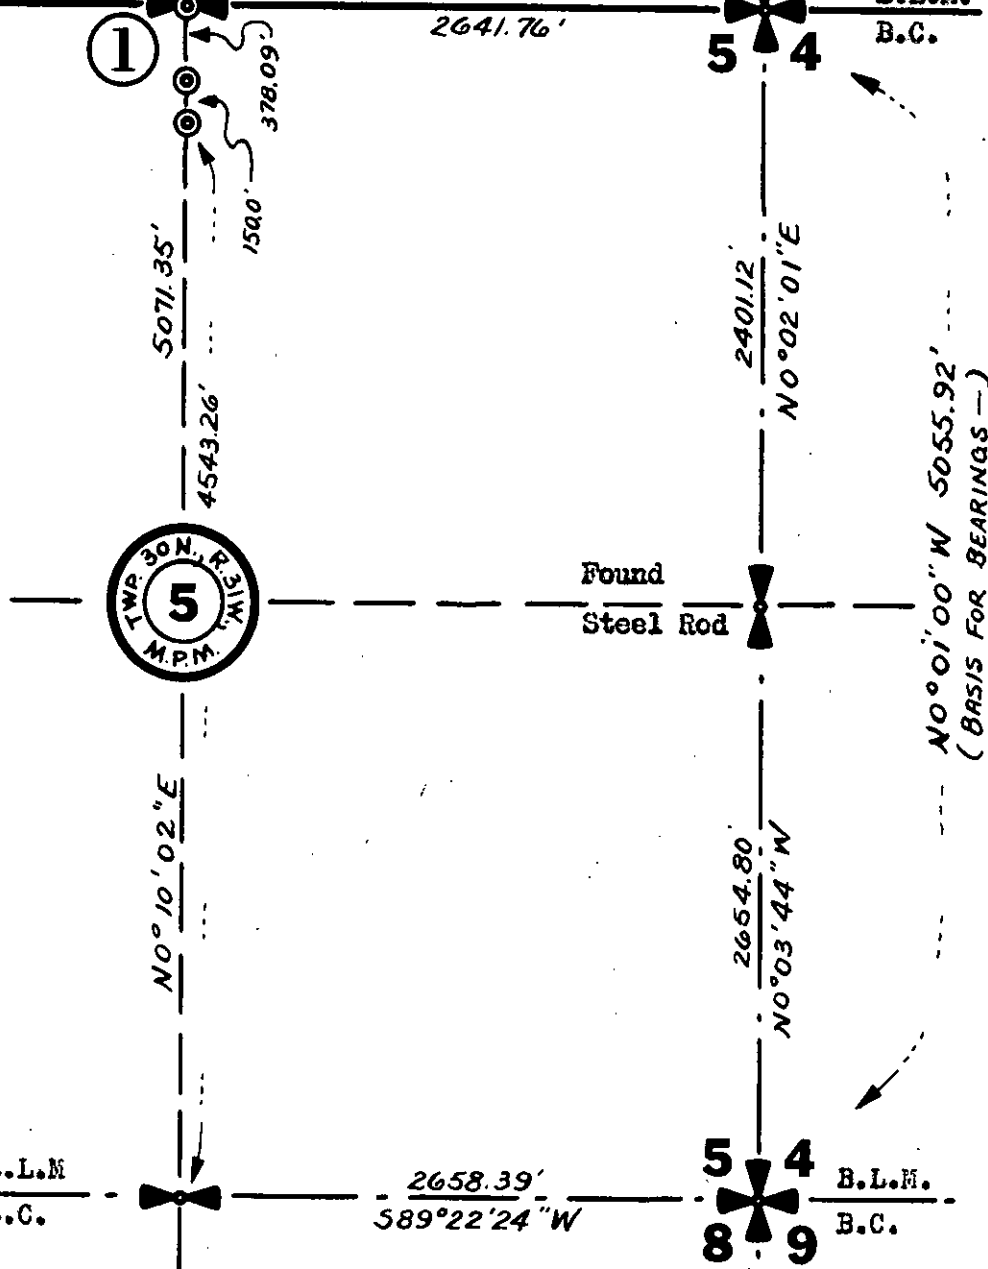 2641.76'
B.C.
1
5 4
378.09'
150.0'
5071.35'
4543.26'
2401.12'
N0°02'01"E
N0°01'00"W 5055.92'
(BASIS FOR BEARINGS—)
TWP. 30N., R.31W.,
5
M.P.M.
Found
Steel Rod
N0°10'02"E
2654.80'
N0°03'44"W
.L.M
.C.
2658.39'
S89°22'24"W
5 4
8 9
B.L.M.
B.C.